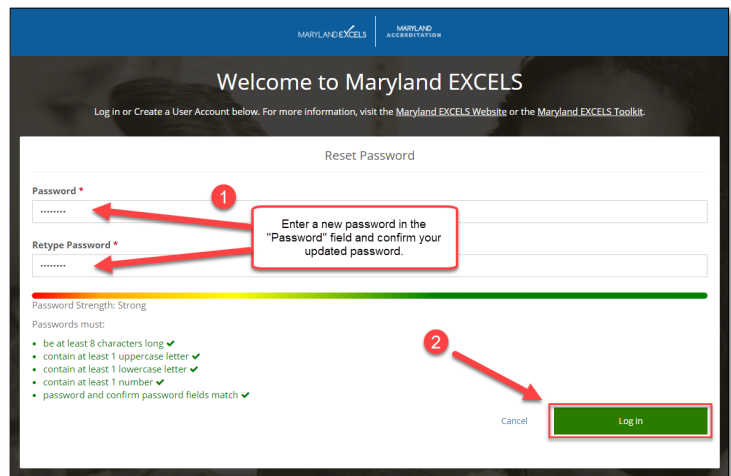 MARYLAND EXCELS
MARYLAND
ACCREDITATION
Welcome to Maryland EXCELS
Log in or Create a User Account below. For more information, visit the Maryland EXCELS Website or the Maryland EXCELS Toolkit.
Reset Password
Password *
1
••••••••
Enter a new password in the
"Password" field and confirm your
updated password.
Retype Password *
••••••••
Password Strength: Strong
Passwords must:
• be at least 8 characters long ✔
• contain at least 1 uppercase letter ✔
• contain at least 1 lowercase letter ✔
• contain at least 1 number ✔
• password and confirm password fields match ✔
2
Cancel
Log in